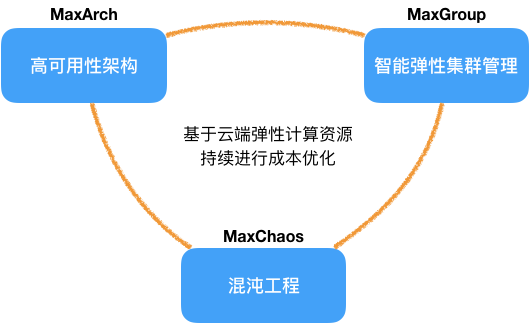 MaxArch
MaxGroup
高可用性架构
智能弹性集群管理
基于云端弹性计算资源
持续进行成本优化
MaxChaos
混沌工程